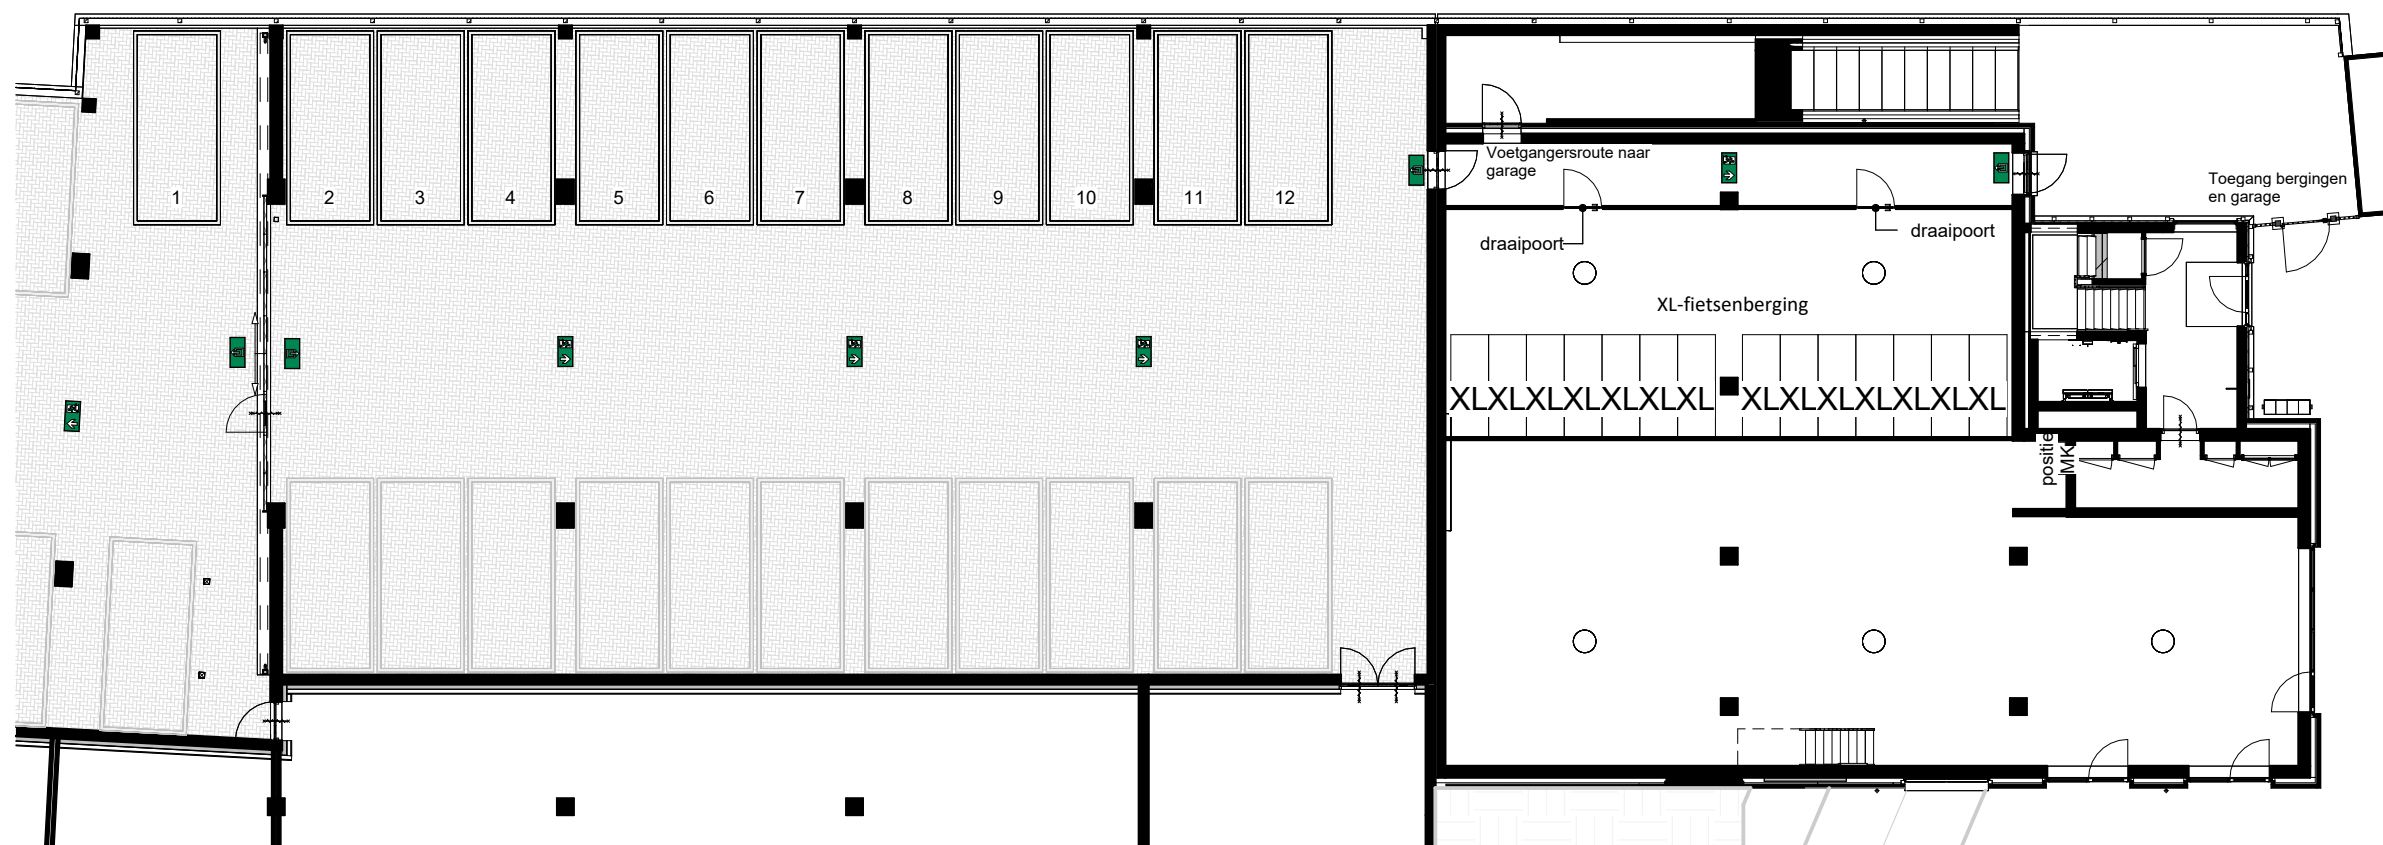 1
2
3
4
5
6
7
8
9
10
11
12
Voetgangersroute naar
garage
Toegang bergingen
en garage
draaipoort
draaipoort
XL-fietsenberging
XLXLXLXLXLXLXL
XLXLXLXLXLXLXL
positie
MK